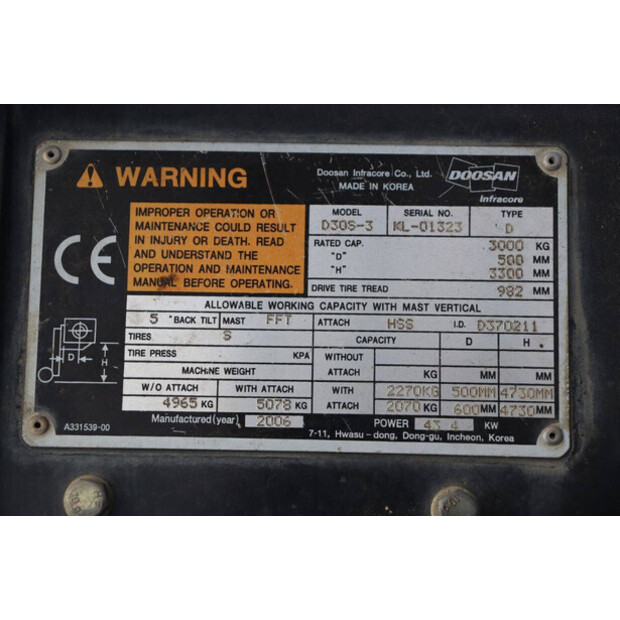 WARNING
Doosan Infracore Co., Ltd.
MADE IN KOREA
DOOSAN
Infracore
IMPROPER OPERATION OR
MAINTENANCE COULD RESULT
IN INJURY OR DEATH. READ
AND UNDERSTAND THE
OPERATION AND MAINTENANCE
MANUAL BEFORE OPERATING.
CE
MODEL SERIAL NO. TYPE
D30S-3 KL-01323 D
RATED CAP. 3000 KG
"D" 500 MM
"H" 3300 MM
DRIVE TIRE TREAD 982 MM
ALLOWABLE WORKING CAPACITY WITH MAST VERTICAL
5 °BACK TILT MAST FFT ATTACH HSS I.D. D370211
TIRES S CAPACITY D H
TIRE PRESS KPA WITHOUT
ATTACH KG MM MM
MACHINE WEIGHT
W/O ATTACH WITH ATTACH WITH 2270KG 500MM 4730MM
4965 KG 5078 KG ATTACH 2070 KG 600MM 4730MM
D
H
A331539-00
Manufactured (year) 2006 POWER 43.4 KW
7-11, Hwasu - dong, Dong-gu, Incheon, Korea